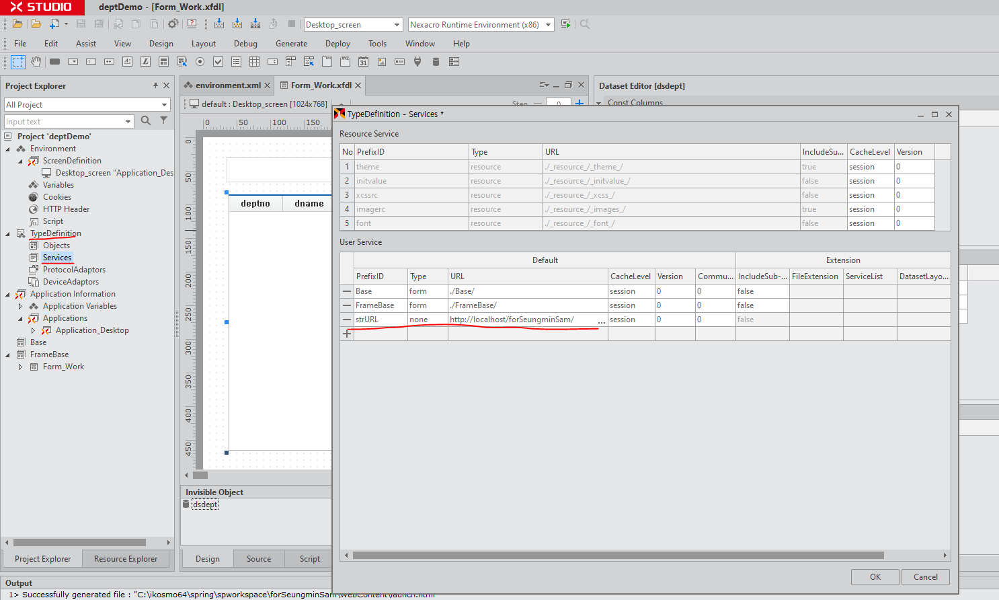 STUDIO
deptDemo - [Form_Work.xfdl]
Desktop_screen
Nexacro Runtime Environment (x86)
File Edit Assist View Design Layout Debug Generate Deploy Tools Window Help
Project Explorer
All Project
Input text
Project 'deptDemo'
Environment
ScreenDefinition
Desktop_screen "Application_Des
Variables
Cookies
HTTP Header
Script
TypeDefinition
Objects
Services
ProtocolAdaptors
DeviceAdaptors
Application Information
Application Variables
Applications
Application_Desktop
Base
FrameBase
Form_Work
Project Explorer Resource Explorer
environment.xml Form_Work.xfdl
default : Desktop_screen [1024x768]
Step 0
0 50 100 150
0
50
100
150
200
250
300
350
400
450
deptno dname
Invisible Object
dsdept
Design Source Script
Dataset Editor [dsdept]
Const Columns
TypeDefinition - Services *
Resource Service
No PrefixID Type URL IncludeSu... CacheLevel Version
1 theme resource ./_resource_/_theme_/ true session 0
2 initvalue resource ./_resource_/_initvalue_/ false session 0
3 xcssrc resource ./_resource_/_xcss_/ false session 0
4 imagerc resource ./_resource_/_images_/ true session 0
5 font resource ./_resource_/_font_/ false session 0
User Service
Default Extension
PrefixID Type URL CacheLevel Version Commu... IncludeSub-... FileExtension ServiceList DatasetLayo...
Base form ./Base/ session 0 0 false
FrameBase form ./FrameBase/ session 0 0 false
strURL none http://localhost/forSeungminSam/ ... session 0 0 false
OK Cancel
Output
1> Successfully generated file : "C:\ikosmo64\spring\spworkspace\forSeungminSam\WebContent\launch.html